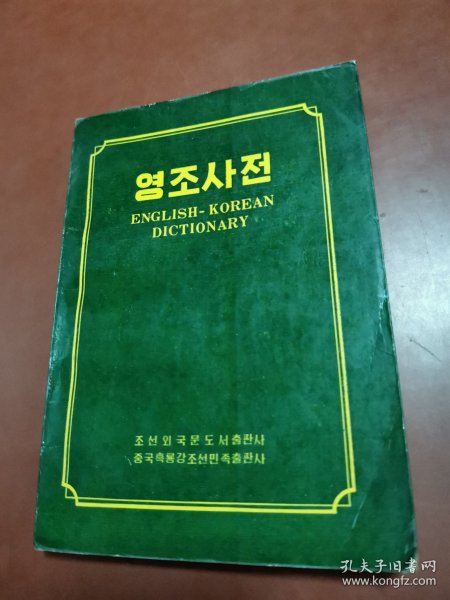 영조사전
ENGLISH-KOREAN
DICTIONARY
조선외국문도서출판사
중국흑룡강조선민족출판사
孔夫子旧书网
www.kongfz.com